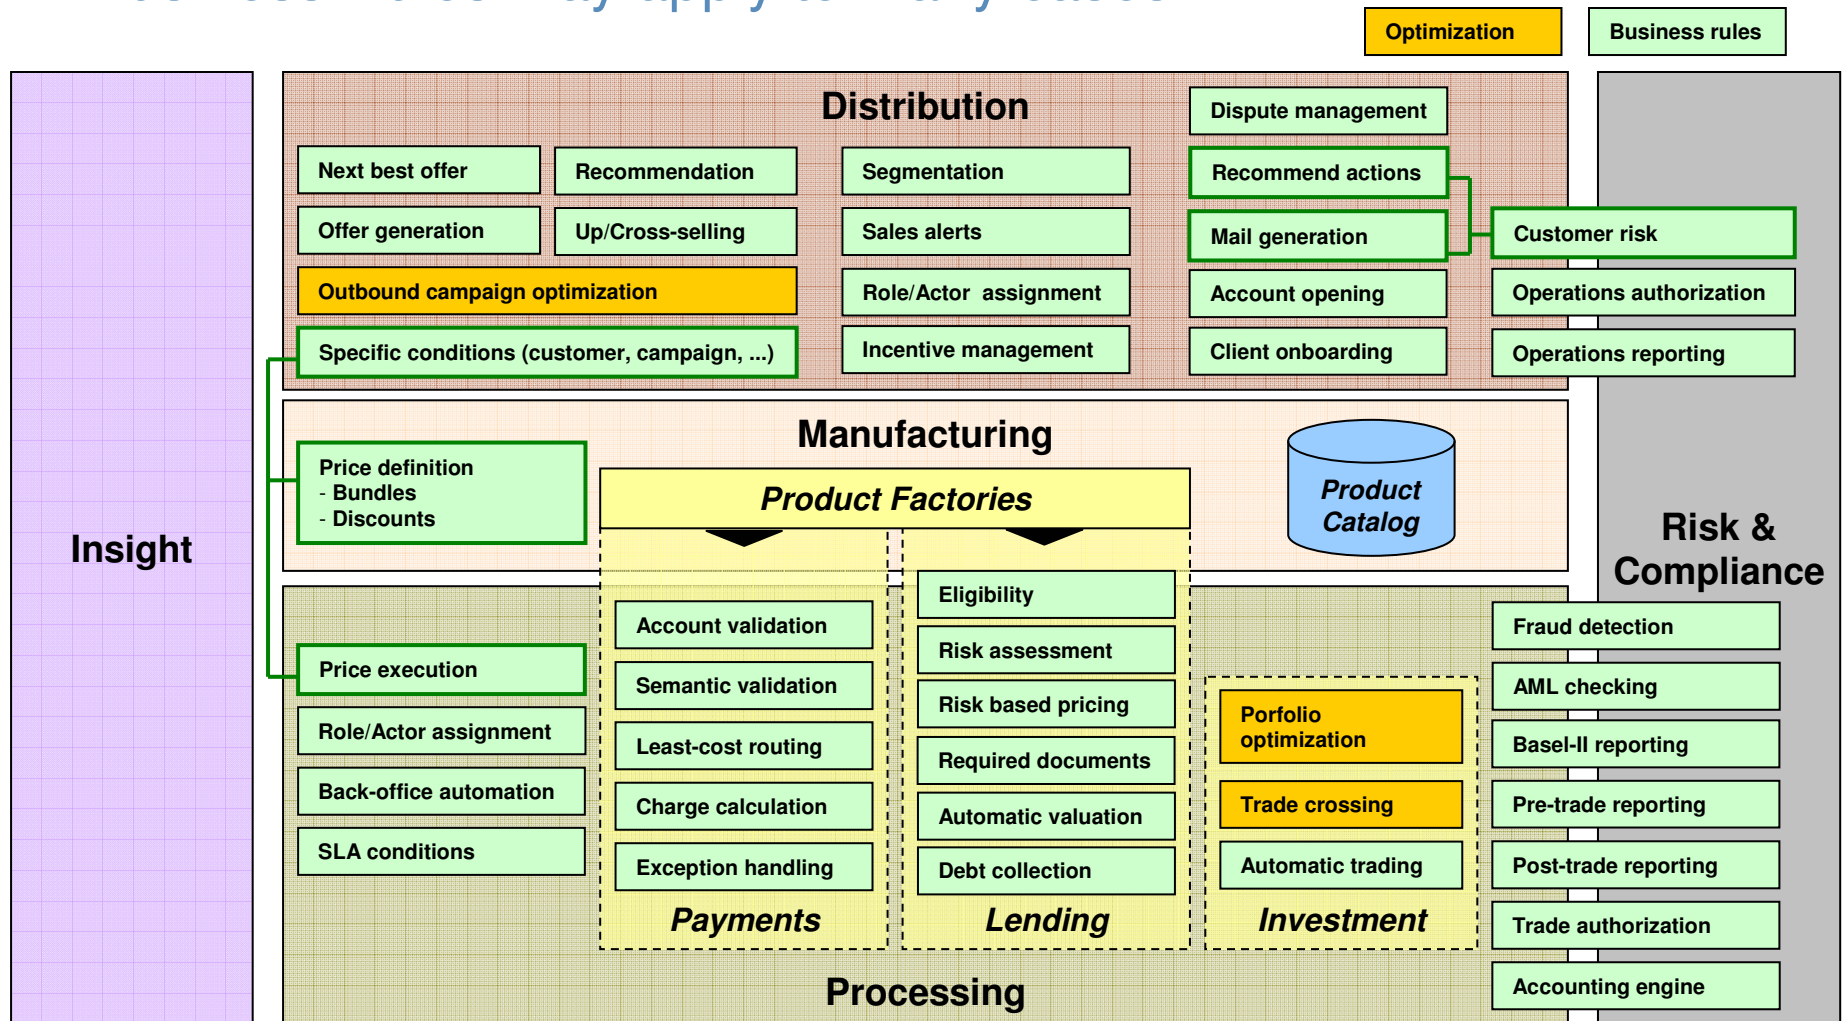 may apply to many
Optimization
Business rules
Distribution
Dispute management
Next best offer
Recommendation
Segmentation
Recommend actions
Offer generation
Up/Cross-selling
Sales alerts
Mail generation
Customer risk
Outbound campaign optimization
Role/Actor assignment
Account opening
Operations authorization
Specific conditions (customer, campaign, ...)
Incentive management
Client onboarding
Operations reporting
Manufacturing
Price definition
- Bundles
- Discounts
Product Factories
Product
Catalog
Insight
Risk &
Compliance
Eligibility
Account validation
Risk assessment
Fraud detection
Price execution
Semantic validation
Risk based pricing
AML checking
Role/Actor assignment
Least-cost routing
Required documents
Porfolio
optimization
Basel-II reporting
Back-office automation
Charge calculation
Automatic valuation
Trade crossing
Pre-trade reporting
SLA conditions
Exception handling
Debt collection
Automatic trading
Post-trade reporting
Payments
Lending
Investment
Trade authorization
Processing
Accounting engine